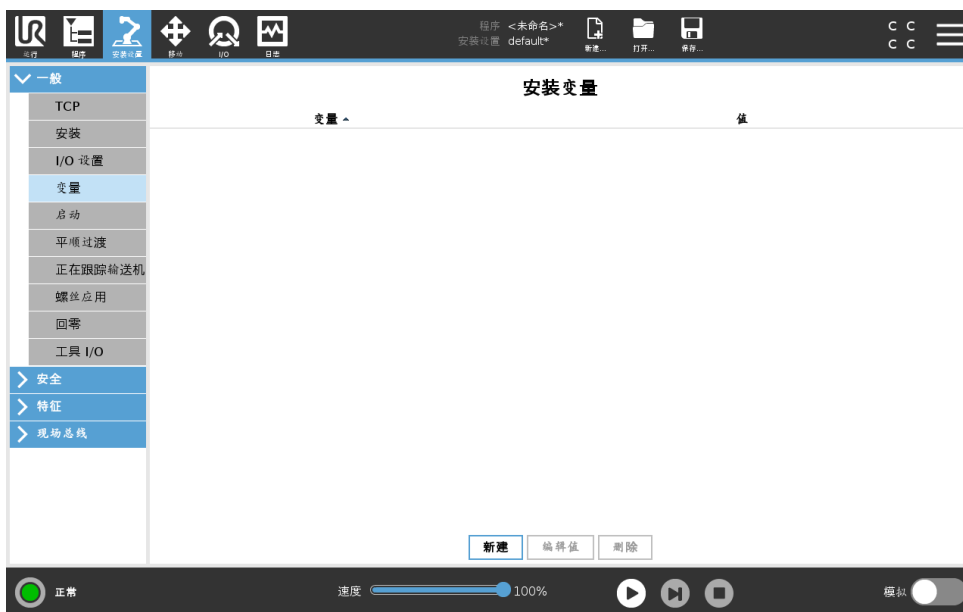 程序 <未命名>*
安装设置 default*
运行 程序 安装设置 移动 I/O 日志 新建... 打开... 保存...
C C
C C
一般
安装变量
TCP
变量 值
安装
I/O 设置
变量
启动
平顺过渡
正在跟踪输送机
螺丝应用
回零
工具 I/O
安全
特征
现场总线
新建 编辑值 删除
正常 速度 100% 模拟